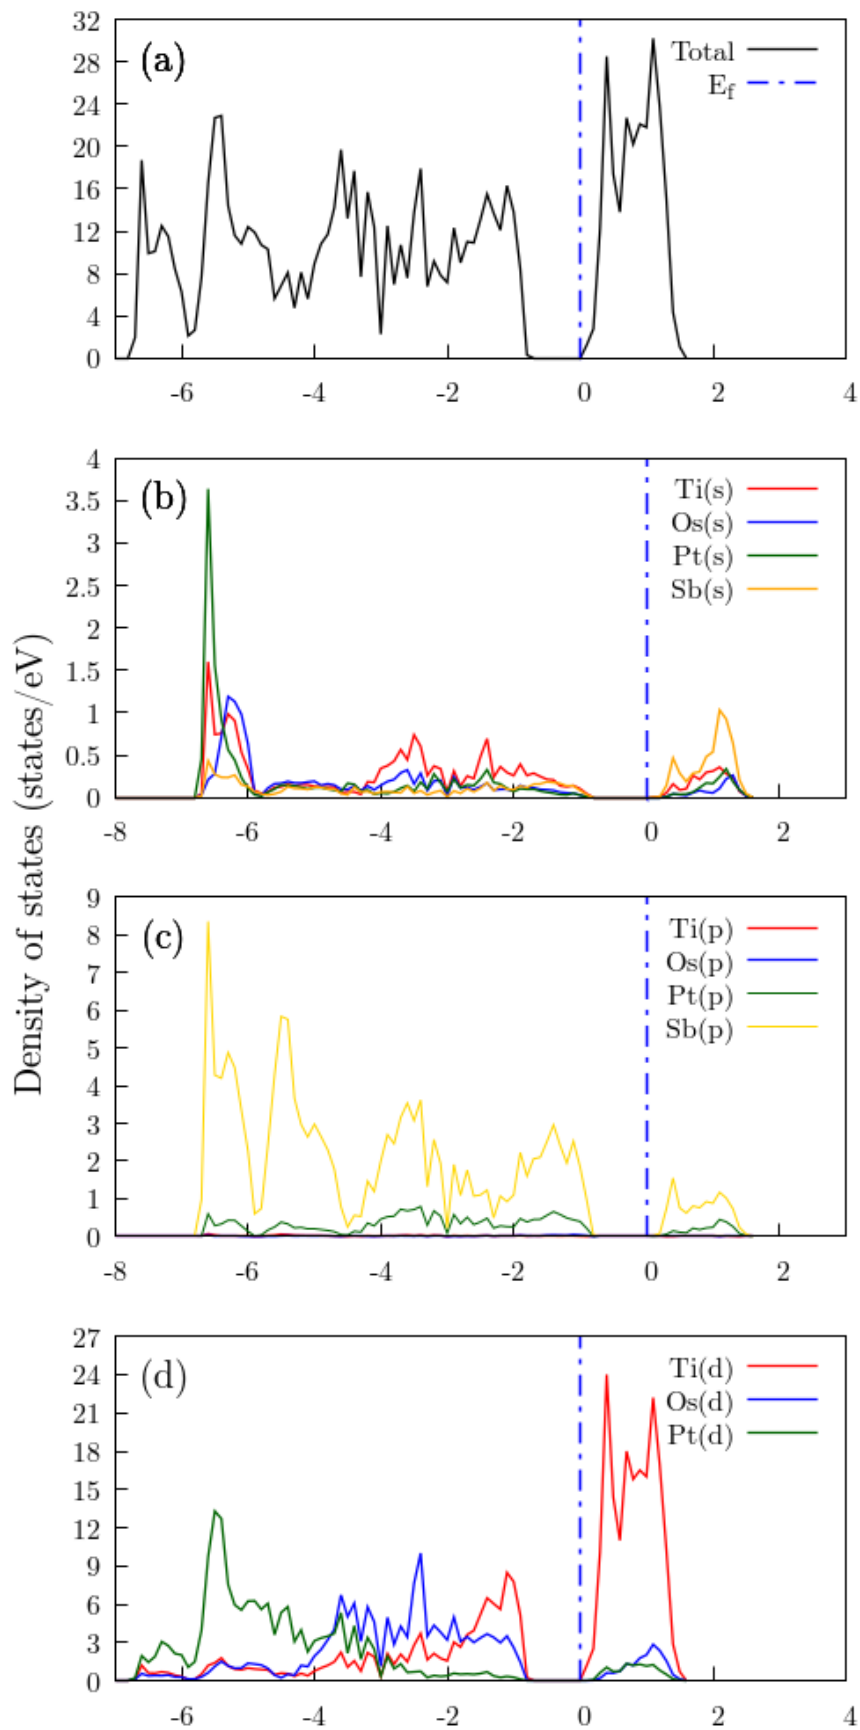 Density of states (states/eV)
(a)
Total
E_f
32
28
24
20
16
12
8
4
0
-6 -4 -2 0 2 4
(b)
Ti(s)
Os(s)
Pt(s)
Sb(s)
4
3.5
3
2.5
2
1.5
1
0.5
0
-8 -6 -4 -2 0 2
(c)
Ti(p)
Os(p)
Pt(p)
Sb(p)
9
8
7
6
5
4
3
2
1
0
-8 -6 -4 -2 0 2
(d)
Ti(d)
Os(d)
Pt(d)
27
24
21
18
15
12
9
6
3
0
-6 -4 -2 0 2 4